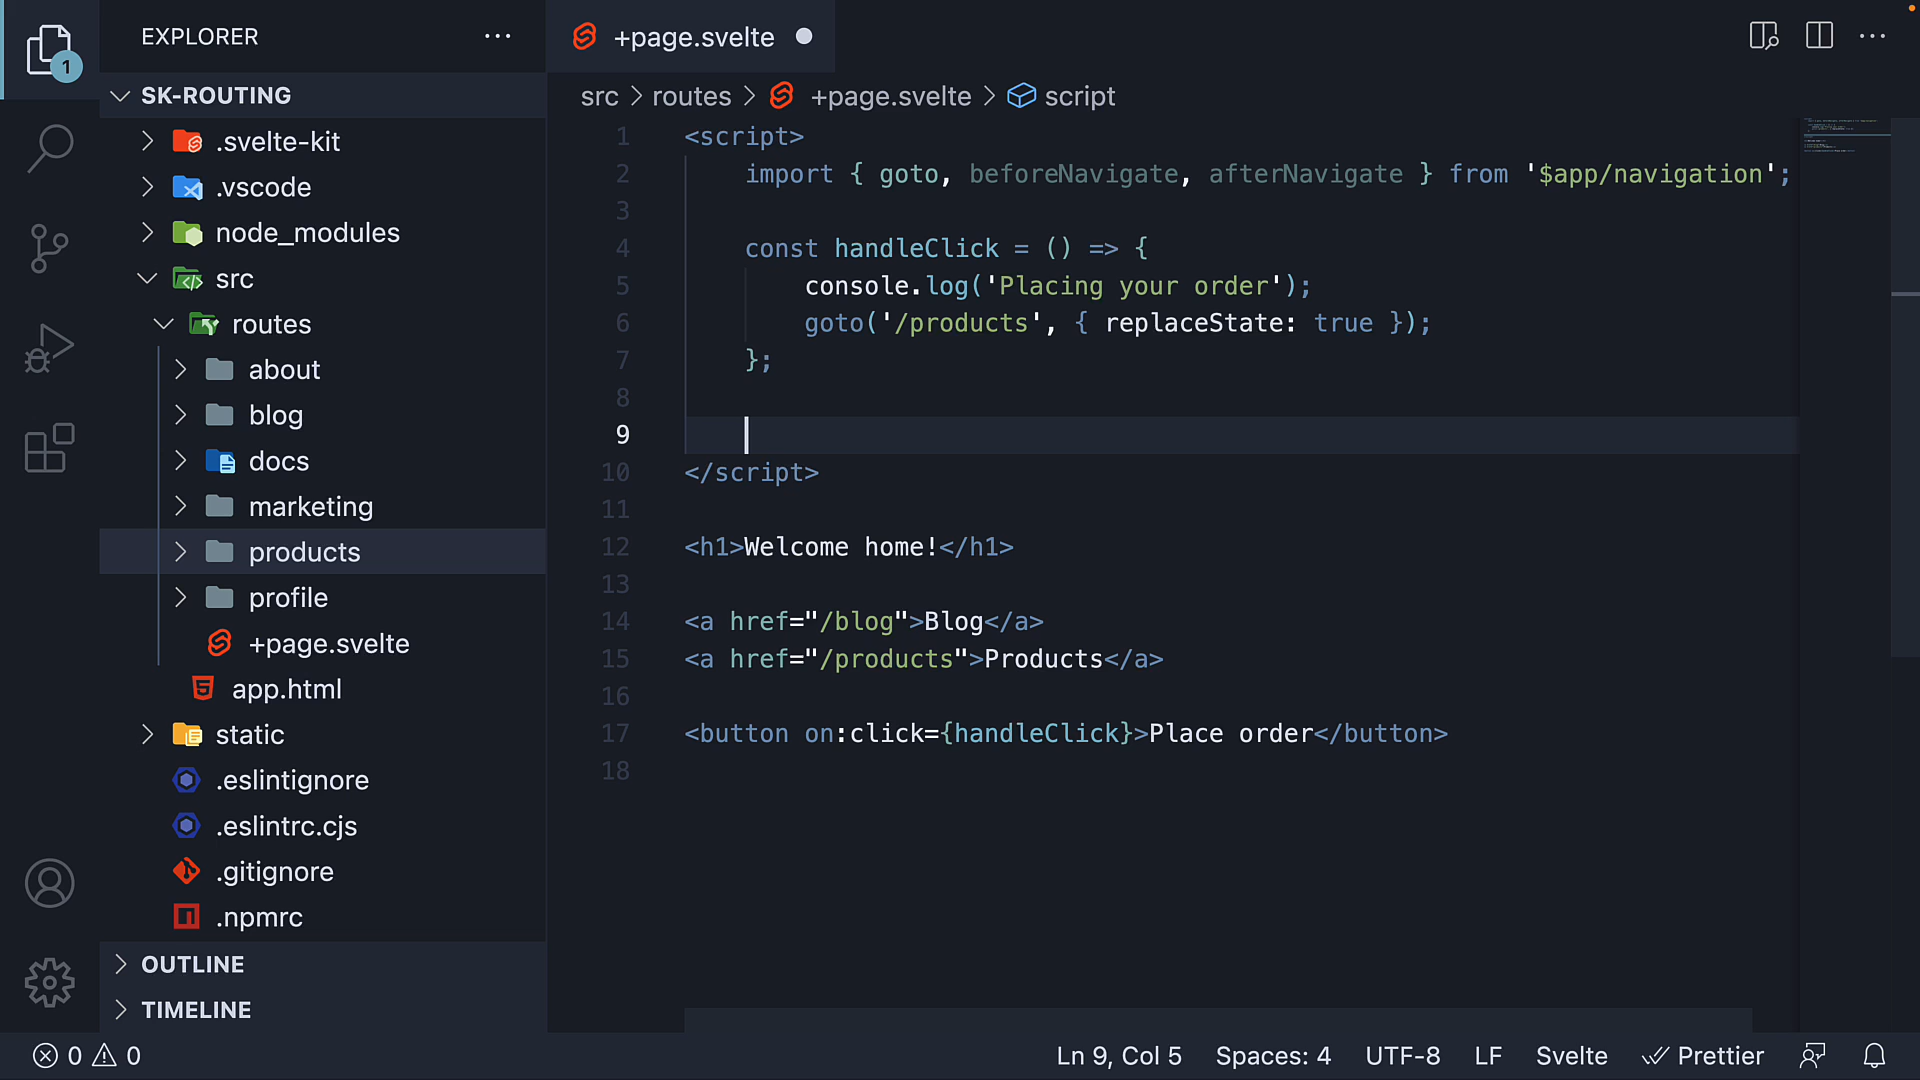 EXPLORER
1
SK-ROUTING
.svelte-kit
.vscode
node_modules
src
routes
about
blog
docs
marketing
products
profile
+page.svelte
app.html
static
.eslintignore
.eslintrc.cjs
.gitignore
.npmrc
OUTLINE
TIMELINE
+page.svelte
src > routes > +page.svelte > script
1 <script>
2 import { goto, beforeNavigate, afterNavigate } from '$app/navigation';
3
4 const handleClick = () => {
5 console.log('Placing your order');
6 goto('/products', { replaceState: true });
7 };
8
9
10 </script>
11
12 <h1>Welcome home!</h1>
13
14 <a href="/blog">Blog</a>
15 <a href="/products">Products</a>
16
17 <button on:click={handleClick}>Place order</button>
18
0 0 Ln 9, Col 5 Spaces: 4 UTF-8 LF Svelte Prettier